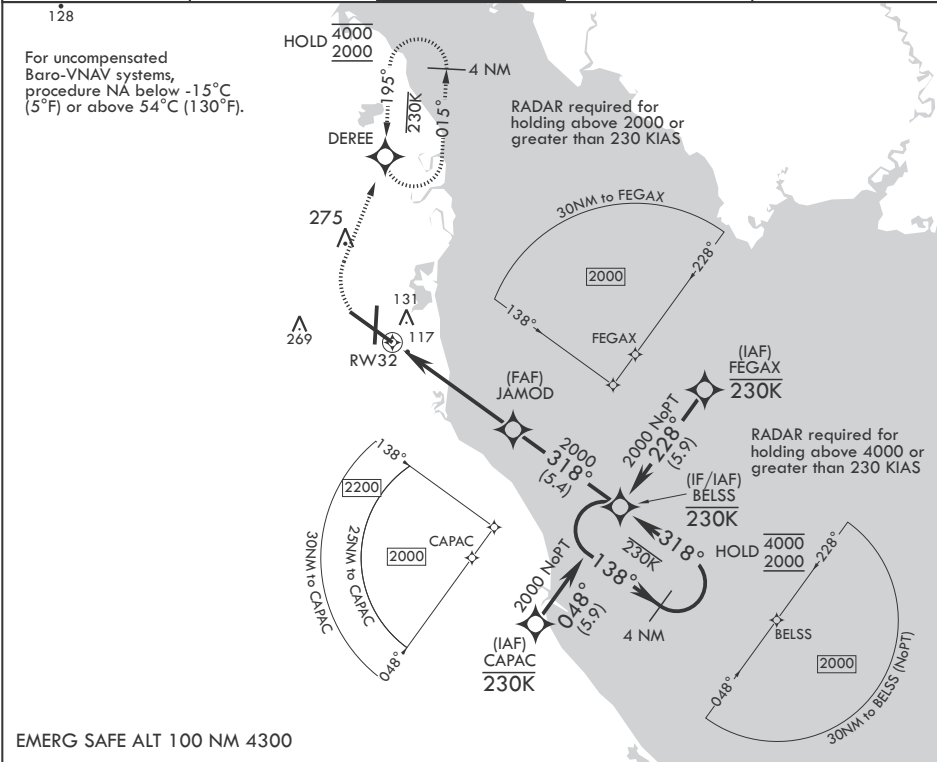 128
HOLD 4000
2000
For uncompensated
Baro-VNAV systems,
procedure NA below -15°C
(5°F) or above 54°C (130°F).
4 NM
195°
230K
015°
RADAR required for
holding above 2000 or
greater than 230 KIAS
DEREE
275
30NM to FEGAX
228°
2000
138°
131
117
269
RW32
FEGAX
(IAF)
FEGAX
230K
(FAF)
JAMOD
2000 NoPT
228°
(5.9)
RADAR required for
holding above 4000 or
greater than 230 KIAS
2000
318°
(5.4)
(IF/IAF)
BELSS
230K
138°
2200
30NM to CAPAC
25NM to CAPAC
2000
CAPAC
048°
318°
230K
138°
HOLD 4000
2000
4 NM
2000 NoPT
048°
(5.9)
(IAF)
CAPAC
230K
228°
BELSS
2000
048°
30NM to BELSS (NoPT)
EMERG SAFE ALT 100 NM 4300